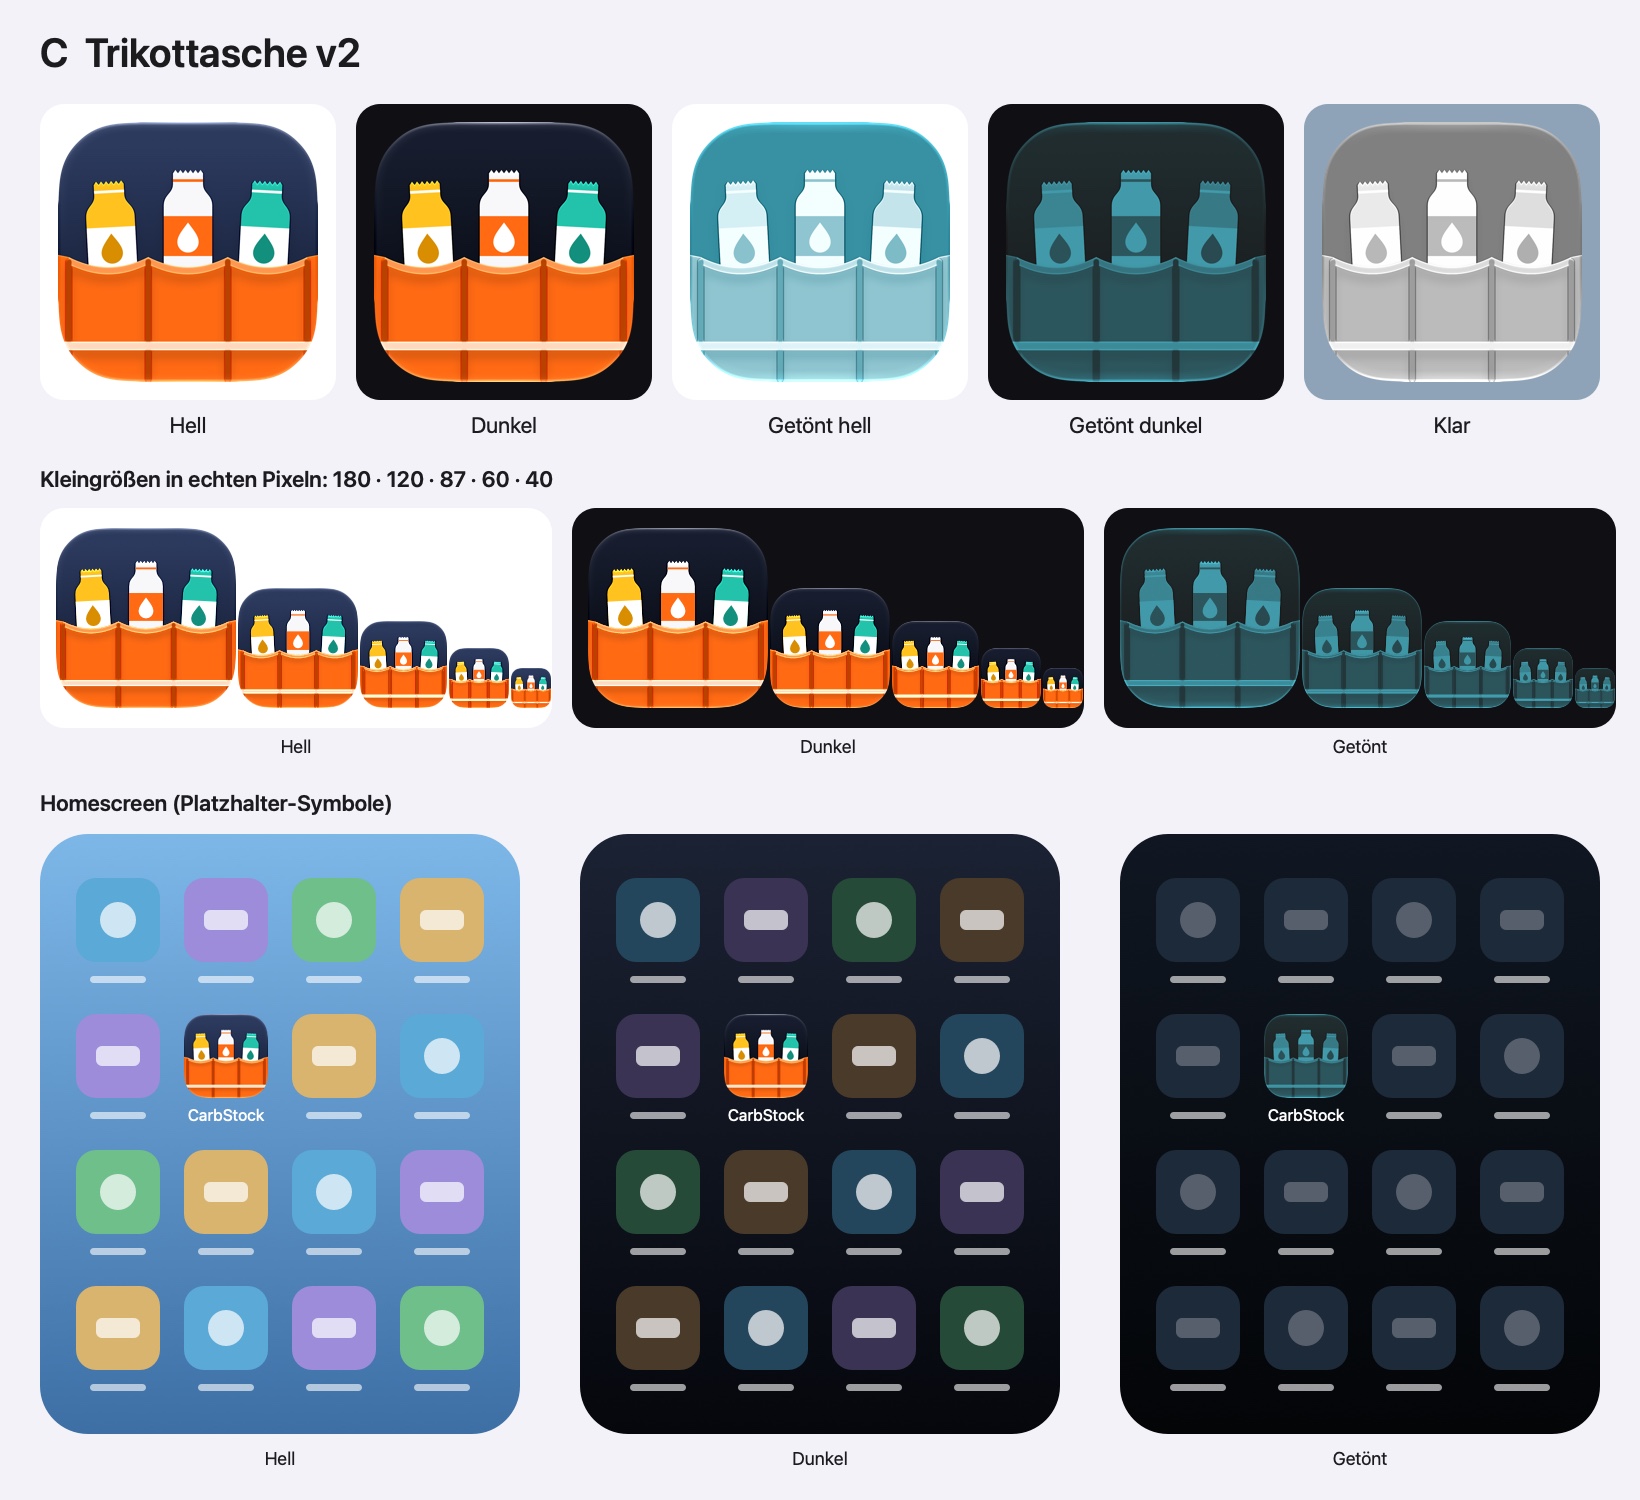 C Trikottasche v2
Hell
Dunkel
Getönt hell
Getönt dunkel
Klar
Kleingrößen in echten Pixeln: 180 · 120 · 87 · 60 · 40
Hell
Dunkel
Getönt
Homescreen (Platzhalter-Symbole)
CarbStock
CarbStock
CarbStock
Hell
Dunkel
Getönt